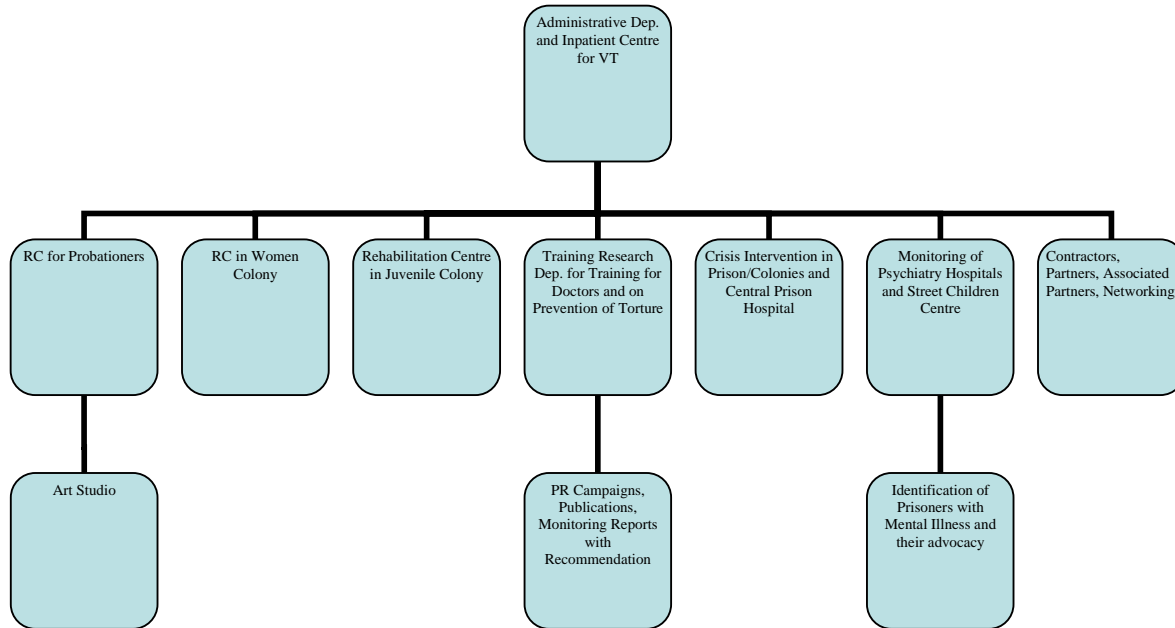 Administrative Dep.
and Inpatient Centre
for VT
RC for Probationers
RC in Women
Colony
Rehabilitation Centre
in Juvenile Colony
Training Research
Dep. for Training for
Doctors and on
Prevention of Torture
Crisis Intervention in
Prison/Colonies and
Central Prison
Hospital
Monitoring of
Psychiatry Hospitals
and Street Children
Centre
Contractors,
Partners, Associated
Partners, Networking
Art Studio
PR Campaigns,
Publications,
Monitoring Reports
with
Recommendation
Identification of
Prisoners with
Mental Illness and
their advocacy